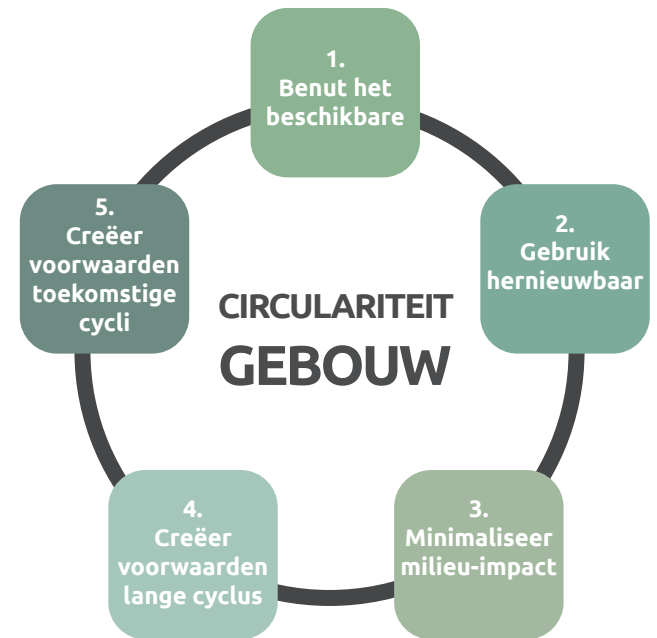 1.
Benut het
beschikbare
2.
Gebruik
hernieuwbaar
3.
Minimaliseer
milieu-impact
4.
Creëer
voorwaarden
lange cyclus
5.
Creëer
voorwaarden
toekomstige
cycli
CIRCULARITEIT
GEBOUW